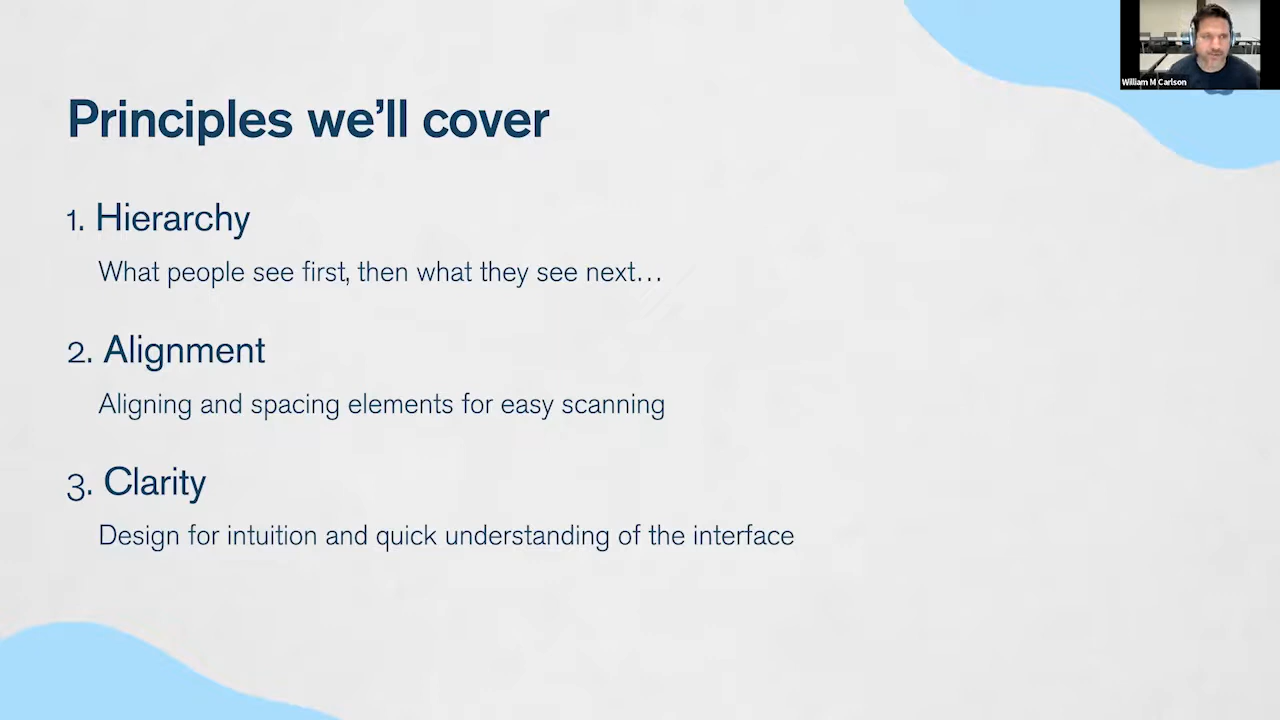 Principles we’ll cover
1. Hierarchy
What people see first, then what they see next…
2. Alignment
Aligning and spacing elements for easy scanning
3. Clarity
Design for intuition and quick understanding of the interface
William M Carlson